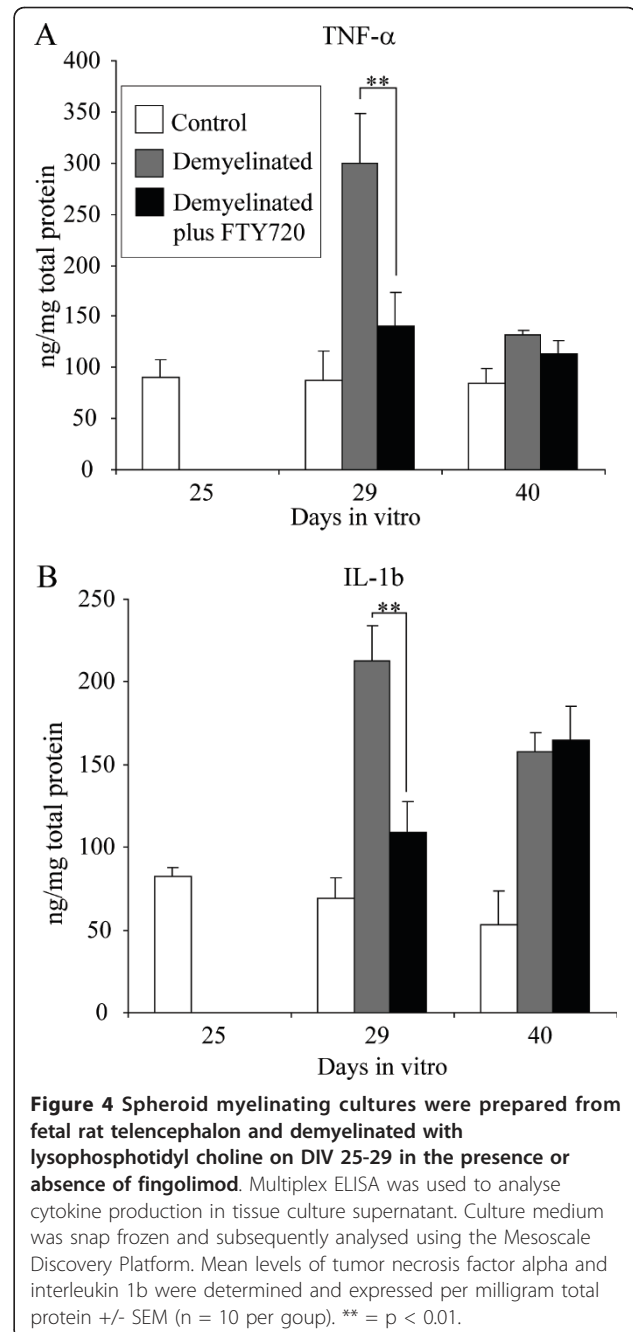 A
TNF-α
400
350
300
250
200
150
100
50
0
ng/mg total protein
Control
Demyelinated
Demyelinated
plus FTY720
**
25 29 40
Days in vitro
B
IL-1b
250
200
150
100
50
0
ng/mg total protein
**
25 29 40
Days in vitro
Figure 4 Spheroid myelinating cultures were prepared from
fetal rat telencephalon and demyelinated with
lysophosphotidyl choline on DIV 25-29 in the presence or
absence of fingolimod. Multiplex ELISA was used to analyse
cytokine production in tissue culture supernatant. Culture medium
was snap frozen and subsequently analysed using the Mesoscale
Discovery Platform. Mean levels of tumor necrosis factor alpha and
interleukin 1b were determined and expressed per milligram total
protein +/- SEM (n = 10 per goup). ** = p < 0.01.